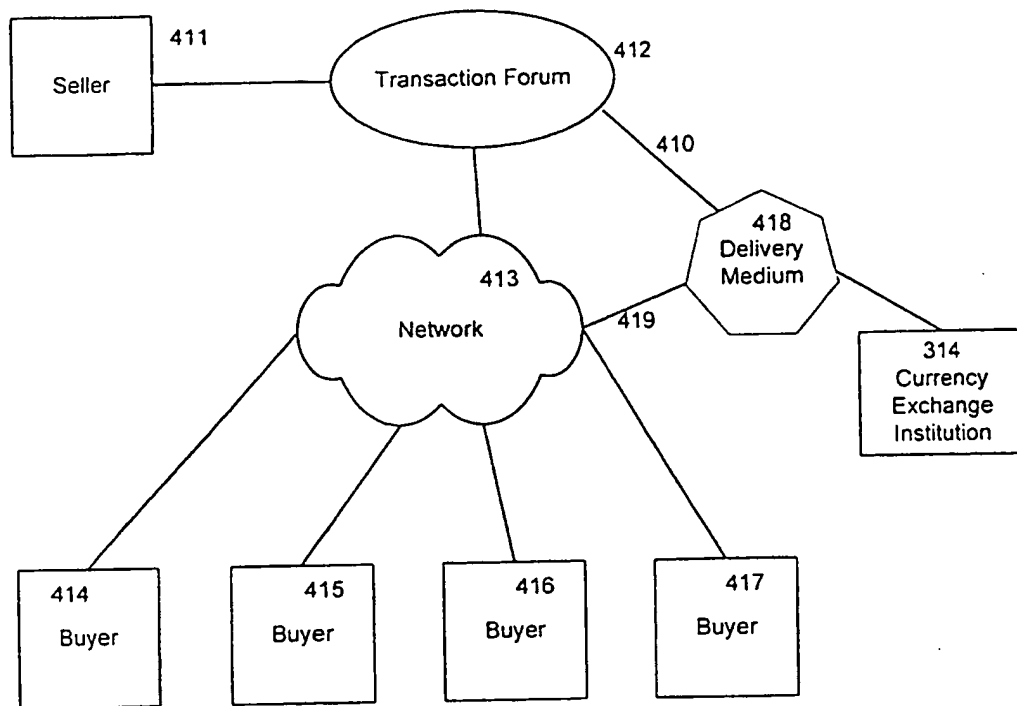 411
Seller
412
Transaction Forum
410
418
Delivery
Medium
413
Network
419
314
Currency
Exchange
Institution
414
Buyer
415
Buyer
416
Buyer
417
Buyer